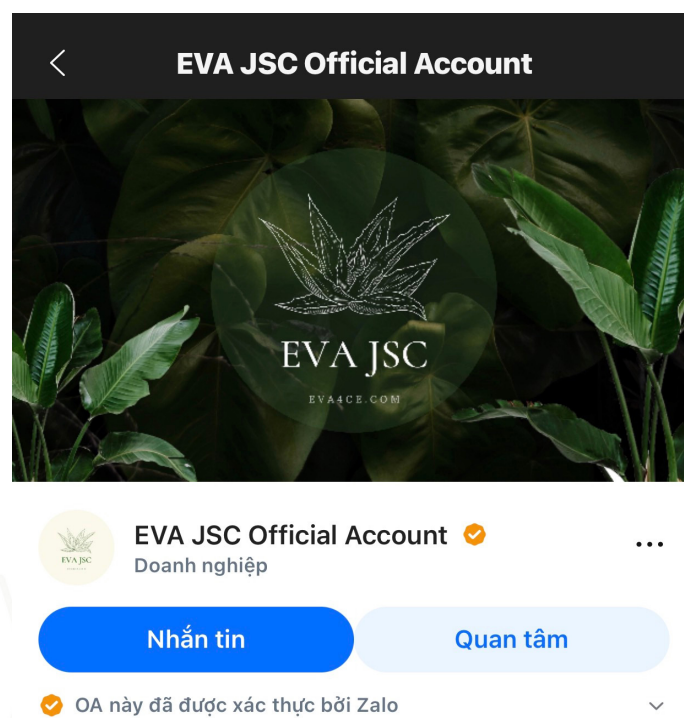 EVA JSC Official Account
EVA JSC
EVA4CE.COM
EVA JSC Official Account
EVA JSC
Doanh nghiệp
Nhắn tin
Quan tâm
OA này đã được xác thực bởi Zalo